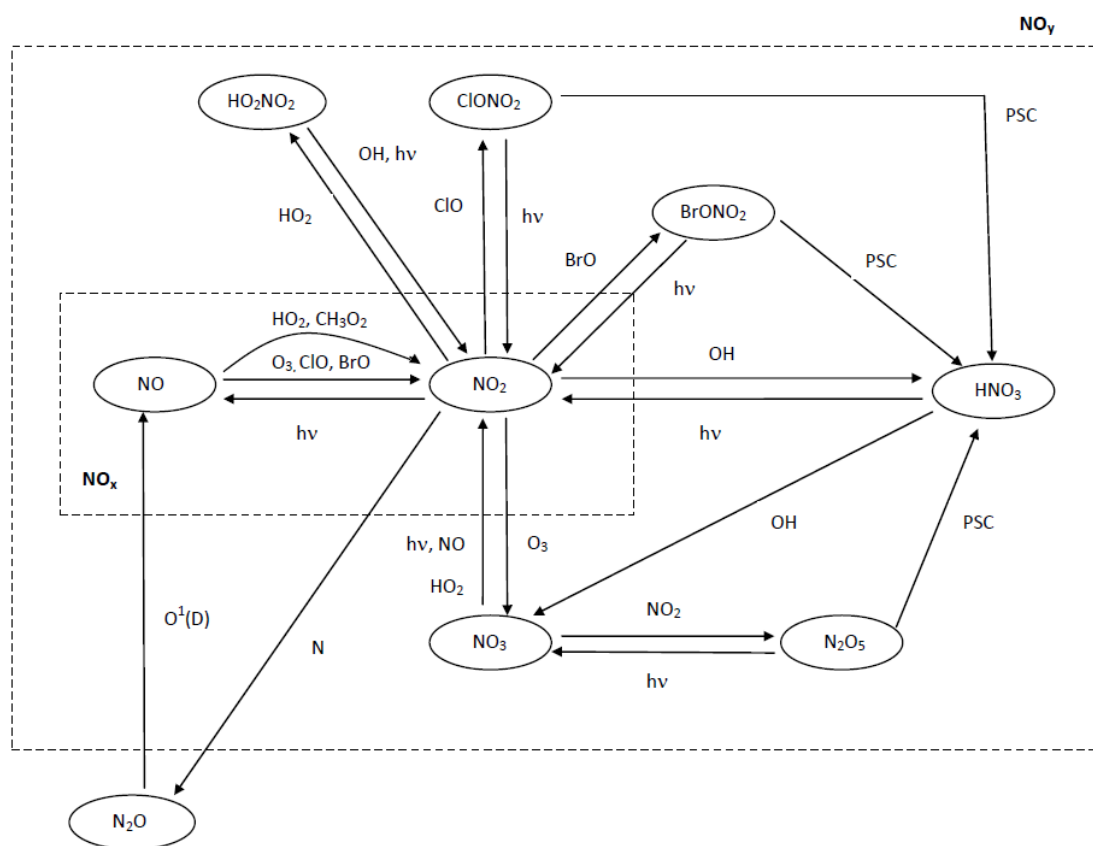 NOy
HO2NO2
ClONO2
PSC
OH, hν
HO2
ClO
hν
BrONO2
BrO
PSC
hν
HO2, CH3O2
O3, ClO, BrO
NO
NO2
OH
HNO3
hν
hν
NOx
hν, NO
HO2
O3
OH
PSC
O1(D)
N
NO3
NO2
N2O5
hν
N2O